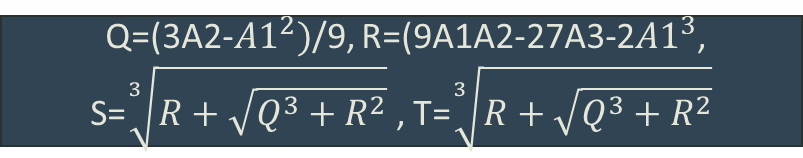 Q=(3A2-A1²)/9, R=(9A1A2-27A3-2A1³,
S=∛(R + √(Q³ + R²)) , T=∛(R + √(Q³ + R²))